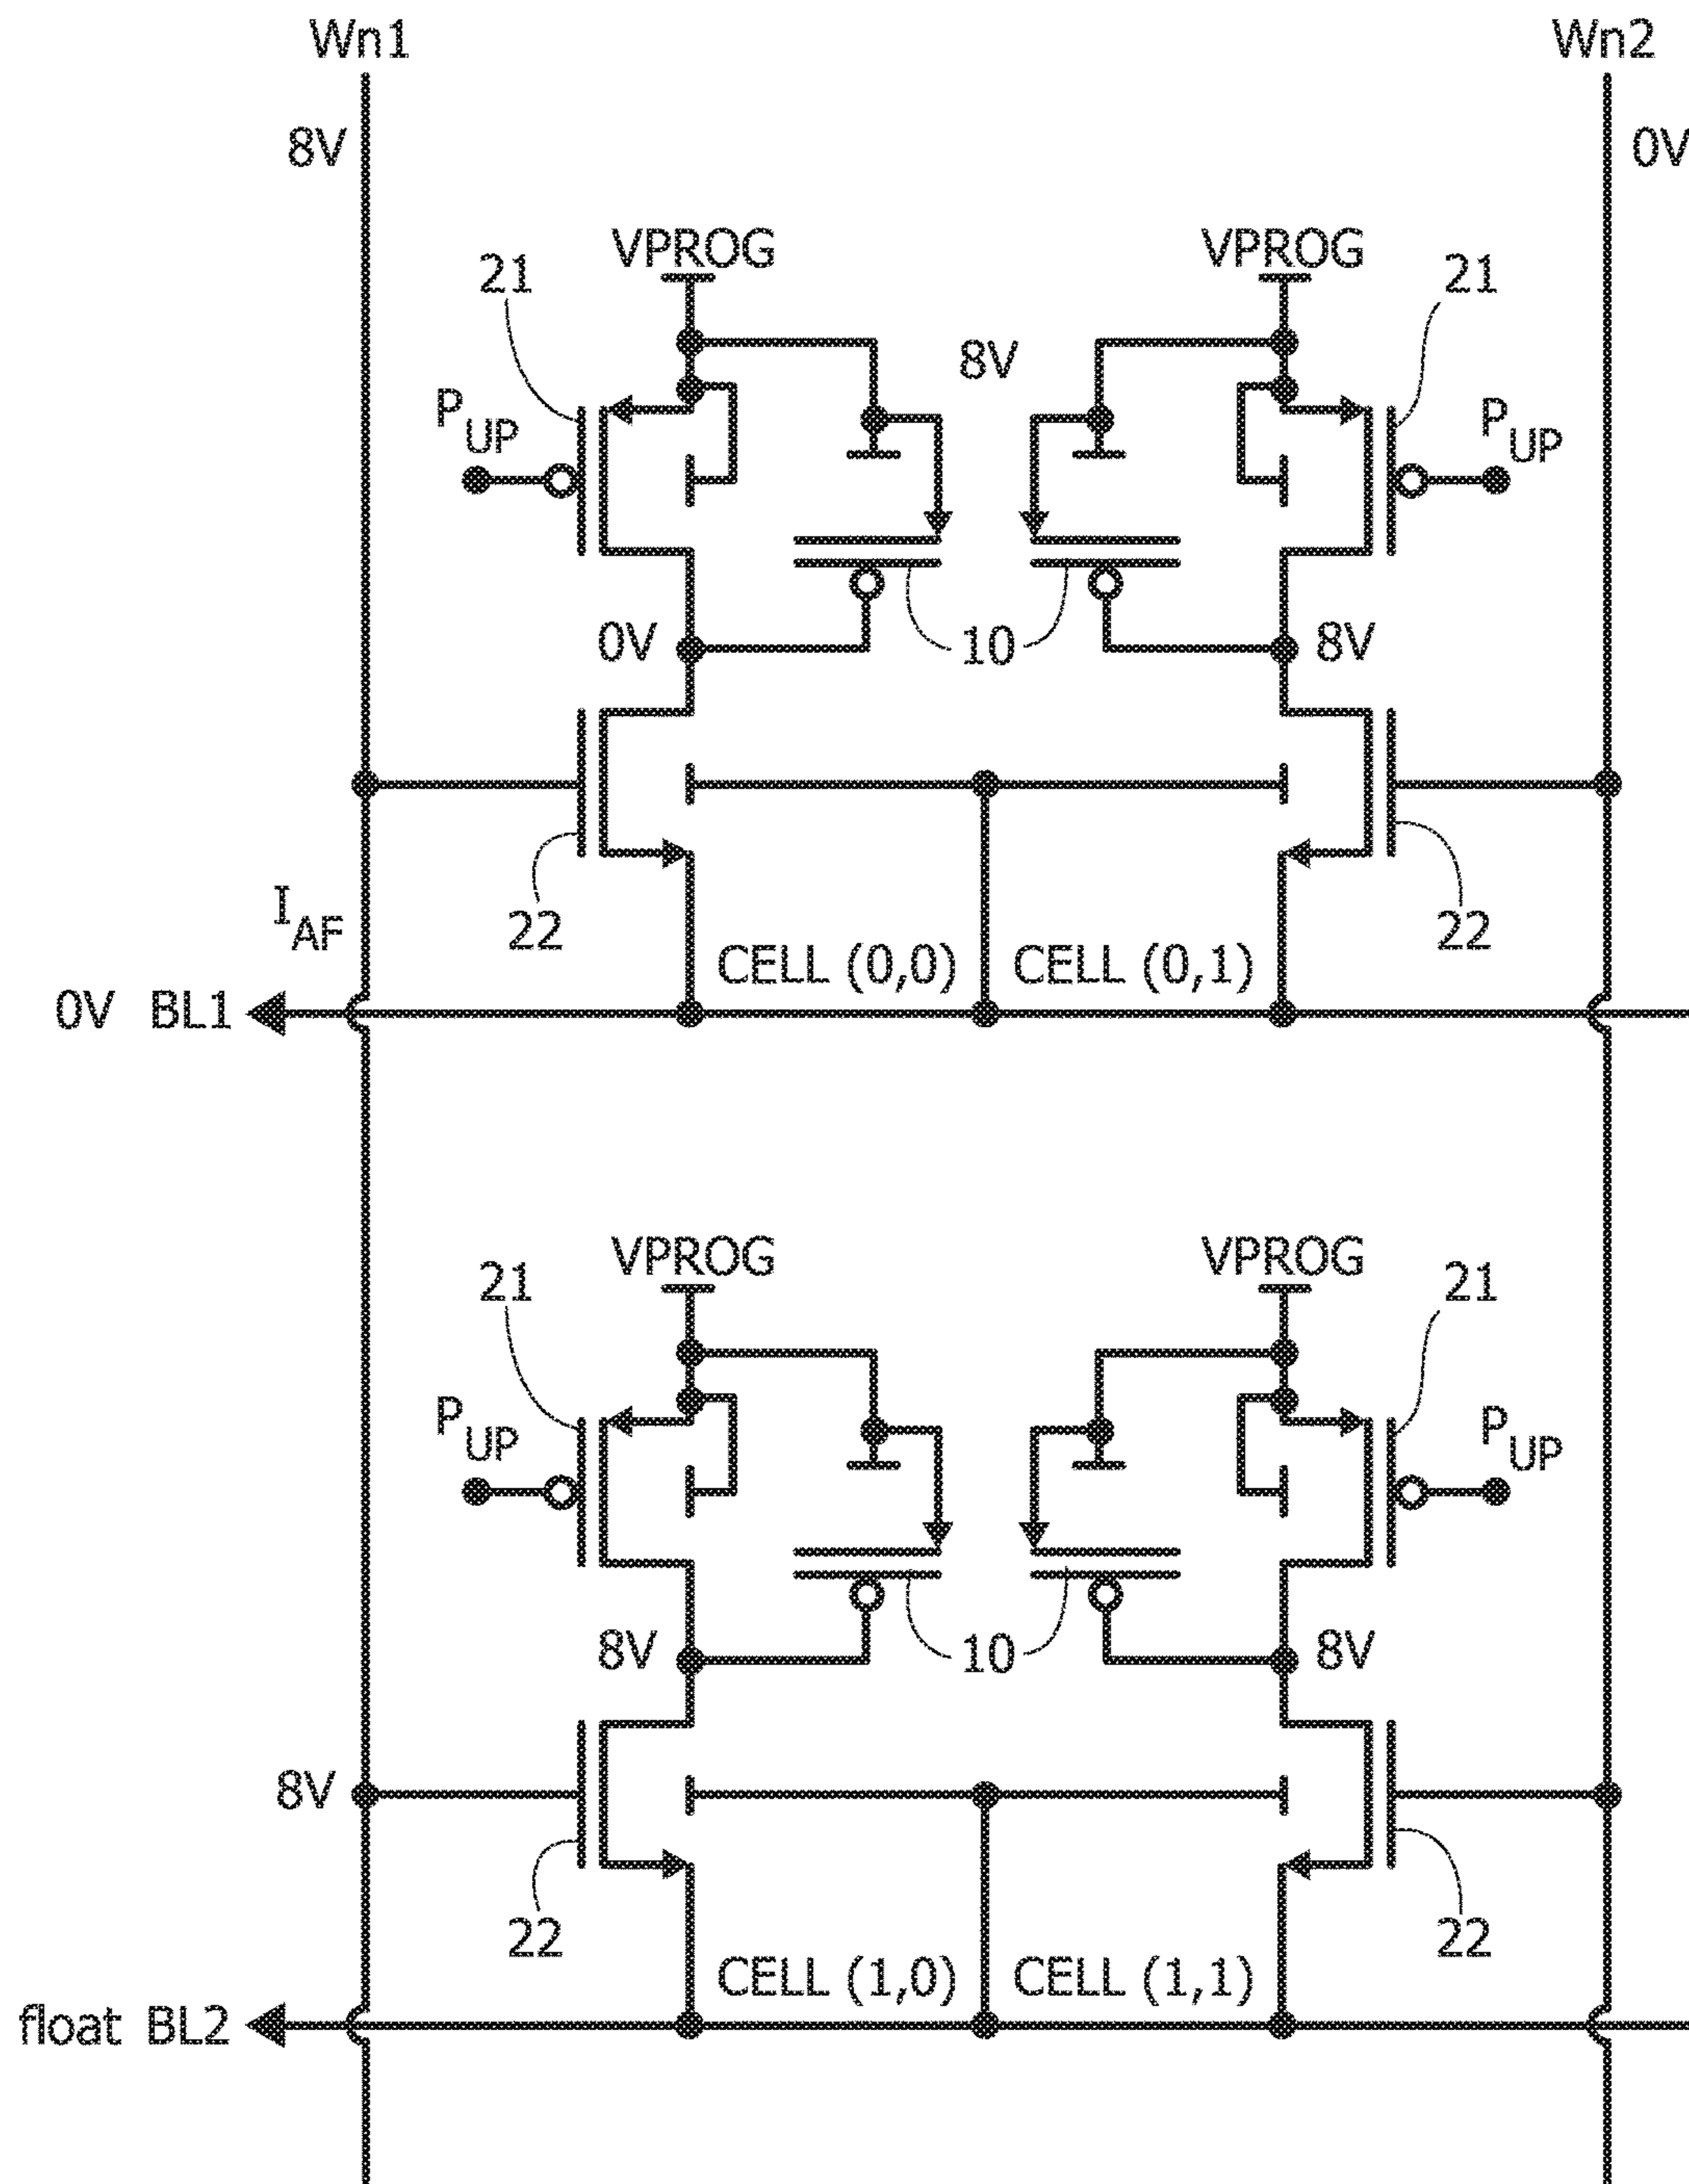 Wn1 Wn2
8V 0V
VPROG VPROG
21 21
8V
PUP PUP
0V 10 8V
22 22
IAF
CELL (0,0) CELL (0,1)
0V BL1
VPROG VPROG
21 21
PUP PUP
8V 10 8V
8V
22 22
CELL (1,0) CELL (1,1)
float BL2